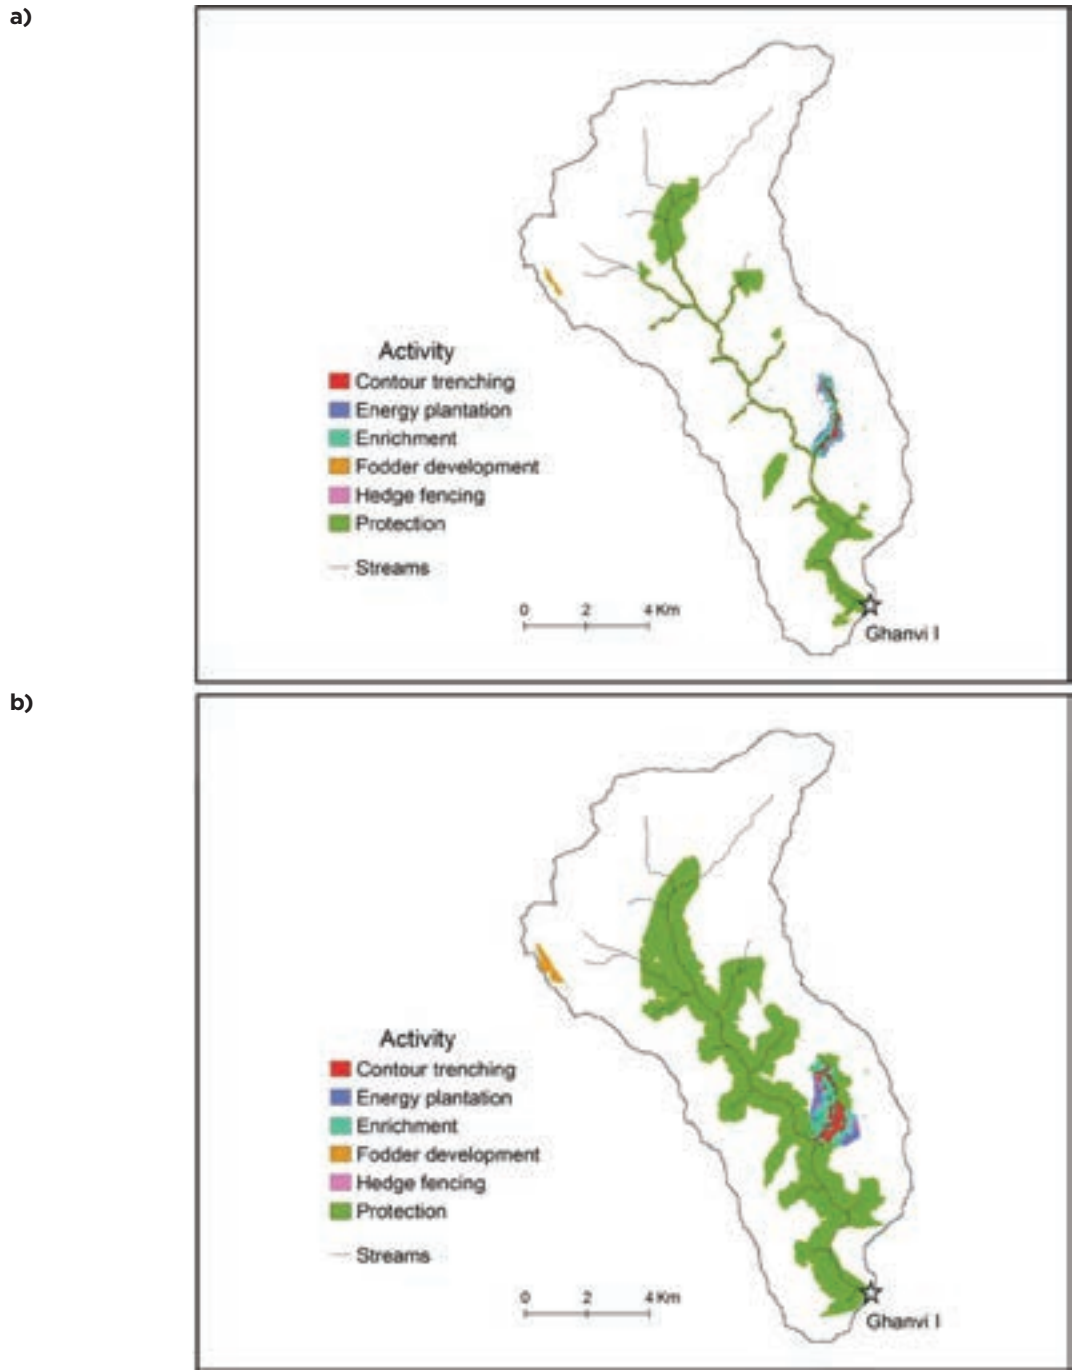 a)
Activity
Contour trenching
Energy plantation
Enrichment
Fodder development
Hedge fencing
Protection
Streams
0 2 4 Km
Ghanvi I
b)
Activity
Contour trenching
Energy plantation
Enrichment
Fodder development
Hedge fencing
Protection
Streams
0 2 4 Km
Ghanvi I